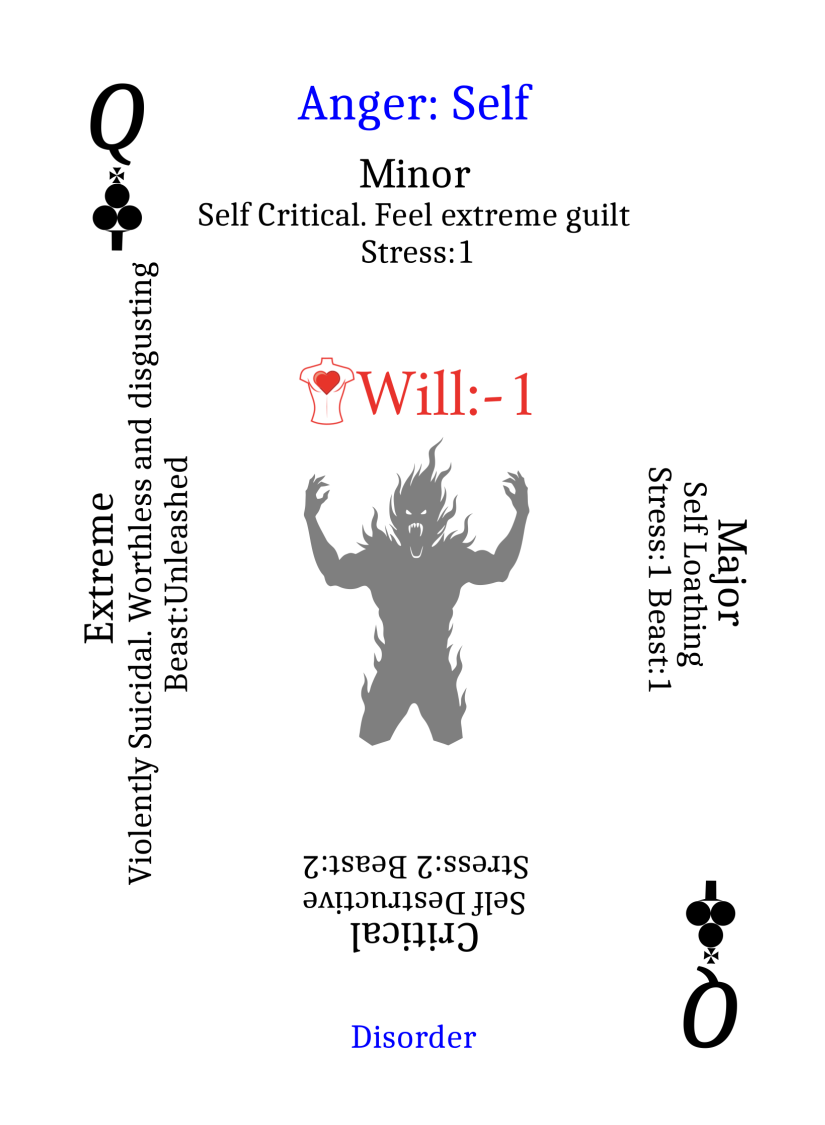 Q
Anger: Self
Minor
Self Critical. Feel extreme guilt
Stress:1
Will:-1
Major
Self Loathing
Stress:1 Beast:1
Critical
Self Destructive
Stress:2 Beast:2
Extreme
Violently Suicidal. Worthless and disgusting
Beast:Unleashed
Disorder
Q